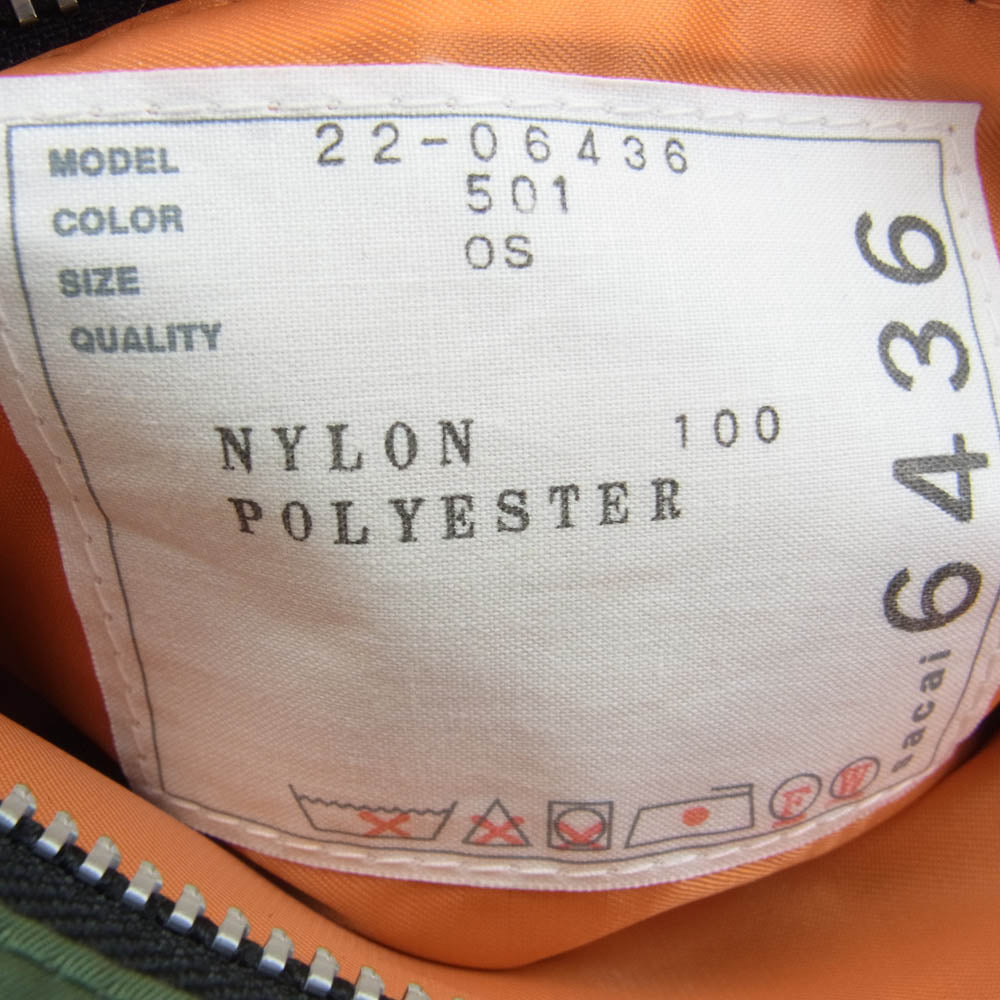 MODEL 22-06436
COLOR 501
SIZE OS
QUALITY
NYLON 100
POLYESTER
sacai 6436
F W